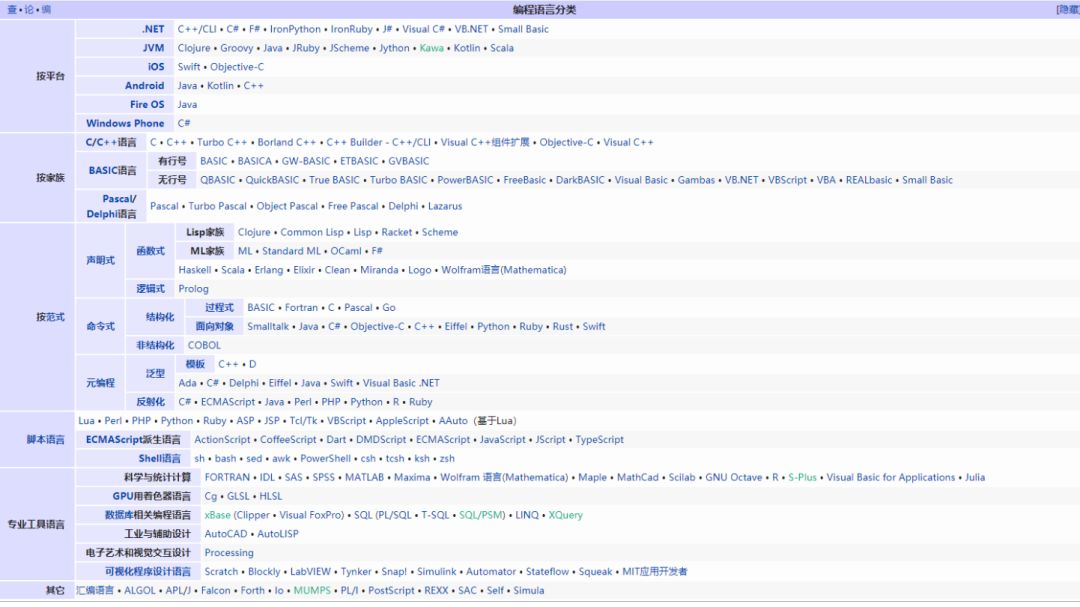 查 • 论 • 编 编程语言分类 [隐藏]
.NET C++/CLI • C# • F# • IronPython • IronRuby • J# • Visual C# • VB.NET • Small Basic
JVM Clojure • Groovy • Java • JRuby • JScheme • Jython • Kawa • Kotlin • Scala
按平台
iOS Swift • Objective-C
Android Java • Kotlin • C++
Fire OS Java
Windows Phone C#
C/C++语言 C • C++ • Turbo C++ • Borland C++ • C++ Builder - C++/CLI • Visual C++组件扩展 • Objective-C • Visual C++
按家族
BASIC语言
有行号 BASIC • BASICA • GW-BASIC • ETBASIC • GVBASIC
无行号 QBASIC • QuickBASIC • True BASIC • Turbo BASIC • PowerBASIC • FreeBasic • DarkBASIC • Visual Basic • Gambas • VB.NET • VBScript • VBA • REALbasic • Small Basic
Pascal/
Delphi语言 Pascal • Turbo Pascal • Object Pascal • Free Pascal • Delphi • Lazarus
按范式
声明式
函数式
Lisp家族 Clojure • Common Lisp • Lisp • Racket • Scheme
ML家族 ML • Standard ML • OCaml • F#
Haskell • Scala • Erlang • Elixir • Clean • Miranda • Logo • Wolfram语言(Mathematica)
逻辑式 Prolog
命令式
结构化
过程式 BASIC • Fortran • C • Pascal • Go
面向对象 Smalltalk • Java • C# • Objective-C • C++ • Eiffel • Python • Ruby • Rust • Swift
非结构化 COBOL
元编程
泛型
模板 C++ • D
Ada • C# • Delphi • Eiffel • Java • Swift • Visual Basic .NET
反射化 C# • ECMAScript • Java • Perl • PHP • Python • R • Ruby
脚本语言
Lua • Perl • PHP • Python • Ruby • ASP • JSP • Tcl/Tk • VBScript • AppleScript • AAuto（基于Lua）
ECMAScript派生语言 ActionScript • CoffeeScript • Dart • DMDScript • ECMAScript • JavaScript • JScript • TypeScript
Shell语言 sh • bash • sed • awk • PowerShell • csh • tcsh • ksh • zsh
专业工具语言
科学与统计计算 FORTRAN • IDL • SAS • SPSS • MATLAB • Maxima • Wolfram 语言(Mathematica) • Maple • MathCad • Scilab • GNU Octave • R • S-Plus • Visual Basic for Applications • Julia
GPU用着色器语言 Cg • GLSL • HLSL
数据库相关编程语言 xBase (Clipper • Visual FoxPro) • SQL (PL/SQL • T-SQL • SQL/PSM) • LINQ • XQuery
工业与辅助设计 AutoCAD • AutoLISP
电子艺术和视觉交互设计 Processing
可视化程序设计语言 Scratch • Blockly • LabVIEW • Tynker • Snap! • Simulink • Automator • Stateflow • Squeak • MIT应用开发者
其它 汇编语言 • ALGOL • APL/J • Falcon • Forth • Io • MUMPS • PL/I • PostScript • REXX • SAC • Self • Simula